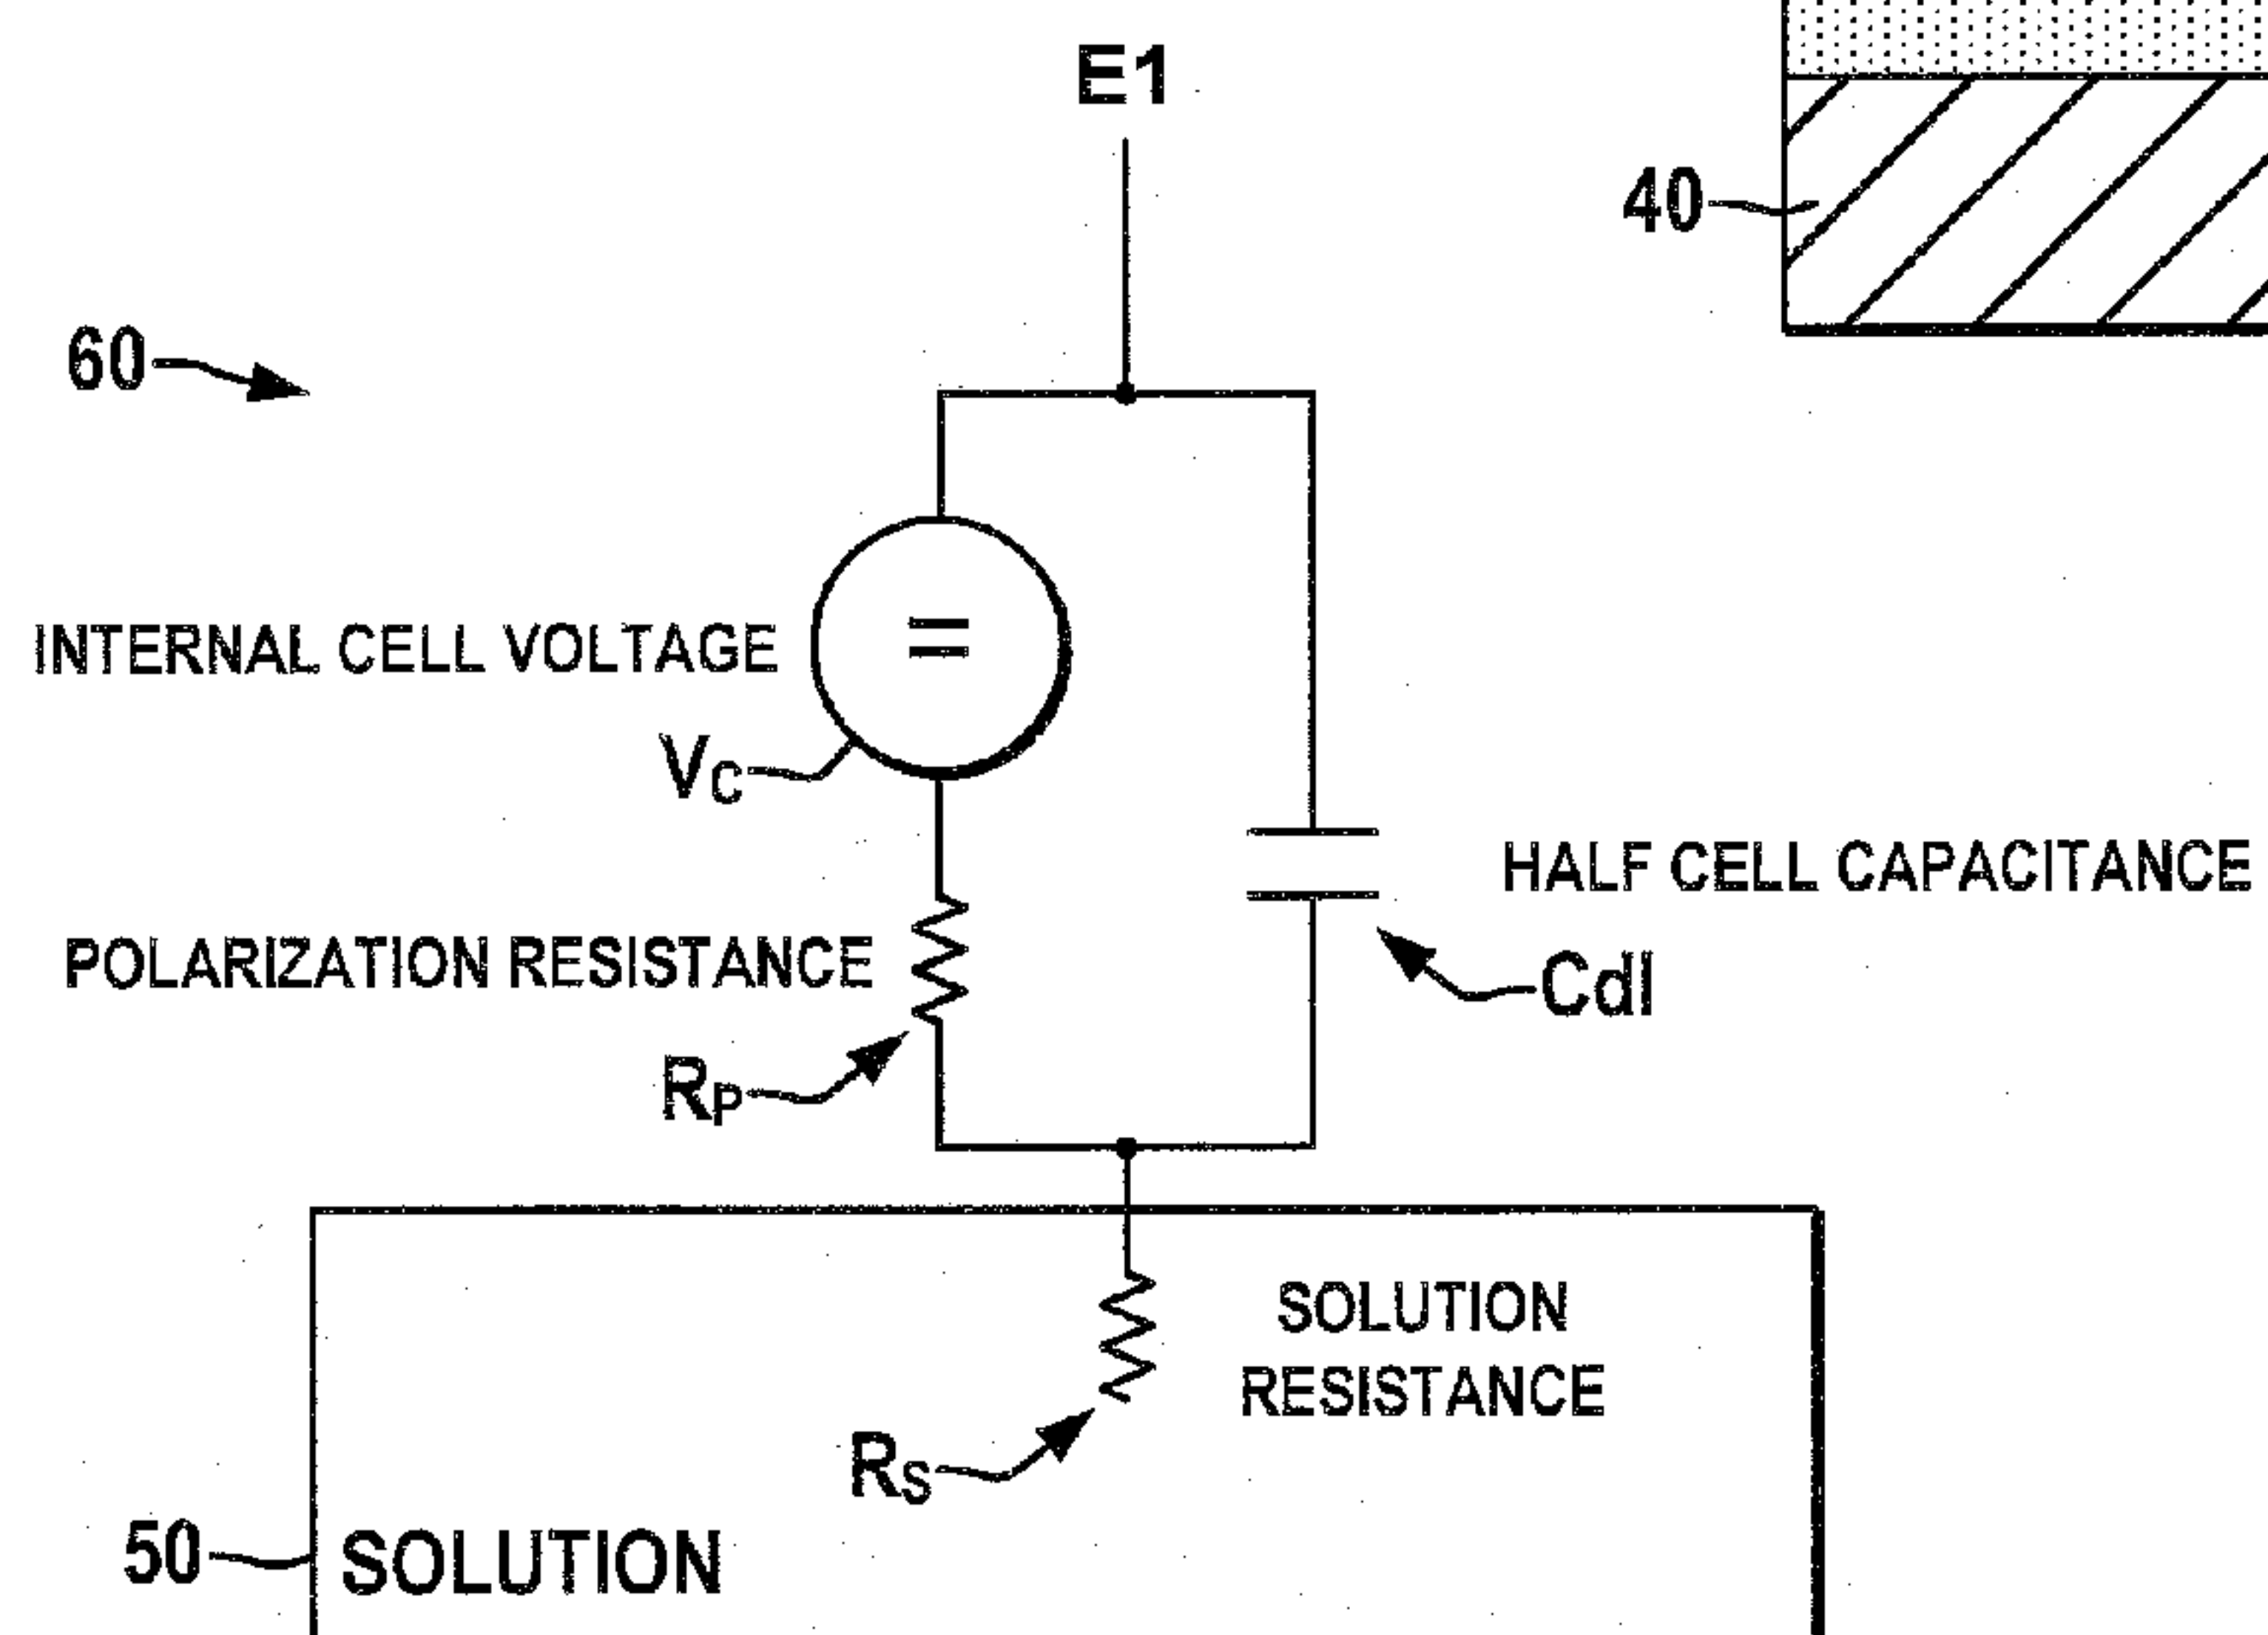 E1
40
60
INTERNAL CELL VOLTAGE
=
VC
HALF CELL CAPACITANCE
POLARIZATION RESISTANCE
Cdl
RP
SOLUTION
RESISTANCE
RS
50
SOLUTION